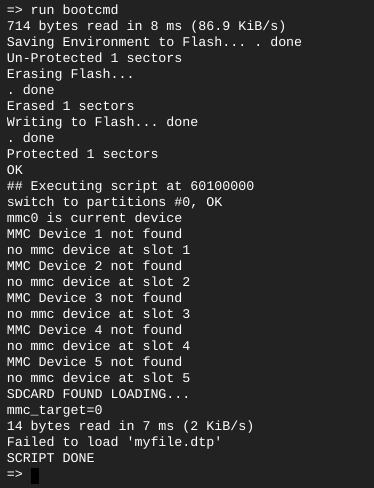 => run bootcmd
714 bytes read in 8 ms (86.9 KiB/s)
Saving Environment to Flash... . done
Un-Protected 1 sectors
Erasing Flash...
. done
Erased 1 sectors
Writing to Flash... done
. done
Protected 1 sectors
OK
## Executing script at 60100000
switch to partitions #0, OK
mmc0 is current device
MMC Device 1 not found
no mmc device at slot 1
MMC Device 2 not found
no mmc device at slot 2
MMC Device 3 not found
no mmc device at slot 3
MMC Device 4 not found
no mmc device at slot 4
MMC Device 5 not found
no mmc device at slot 5
SDCARD FOUND LOADING...
mmc_target=0
14 bytes read in 7 ms (2 KiB/s)
Failed to load 'myfile.dtp'
SCRIPT DONE
=>